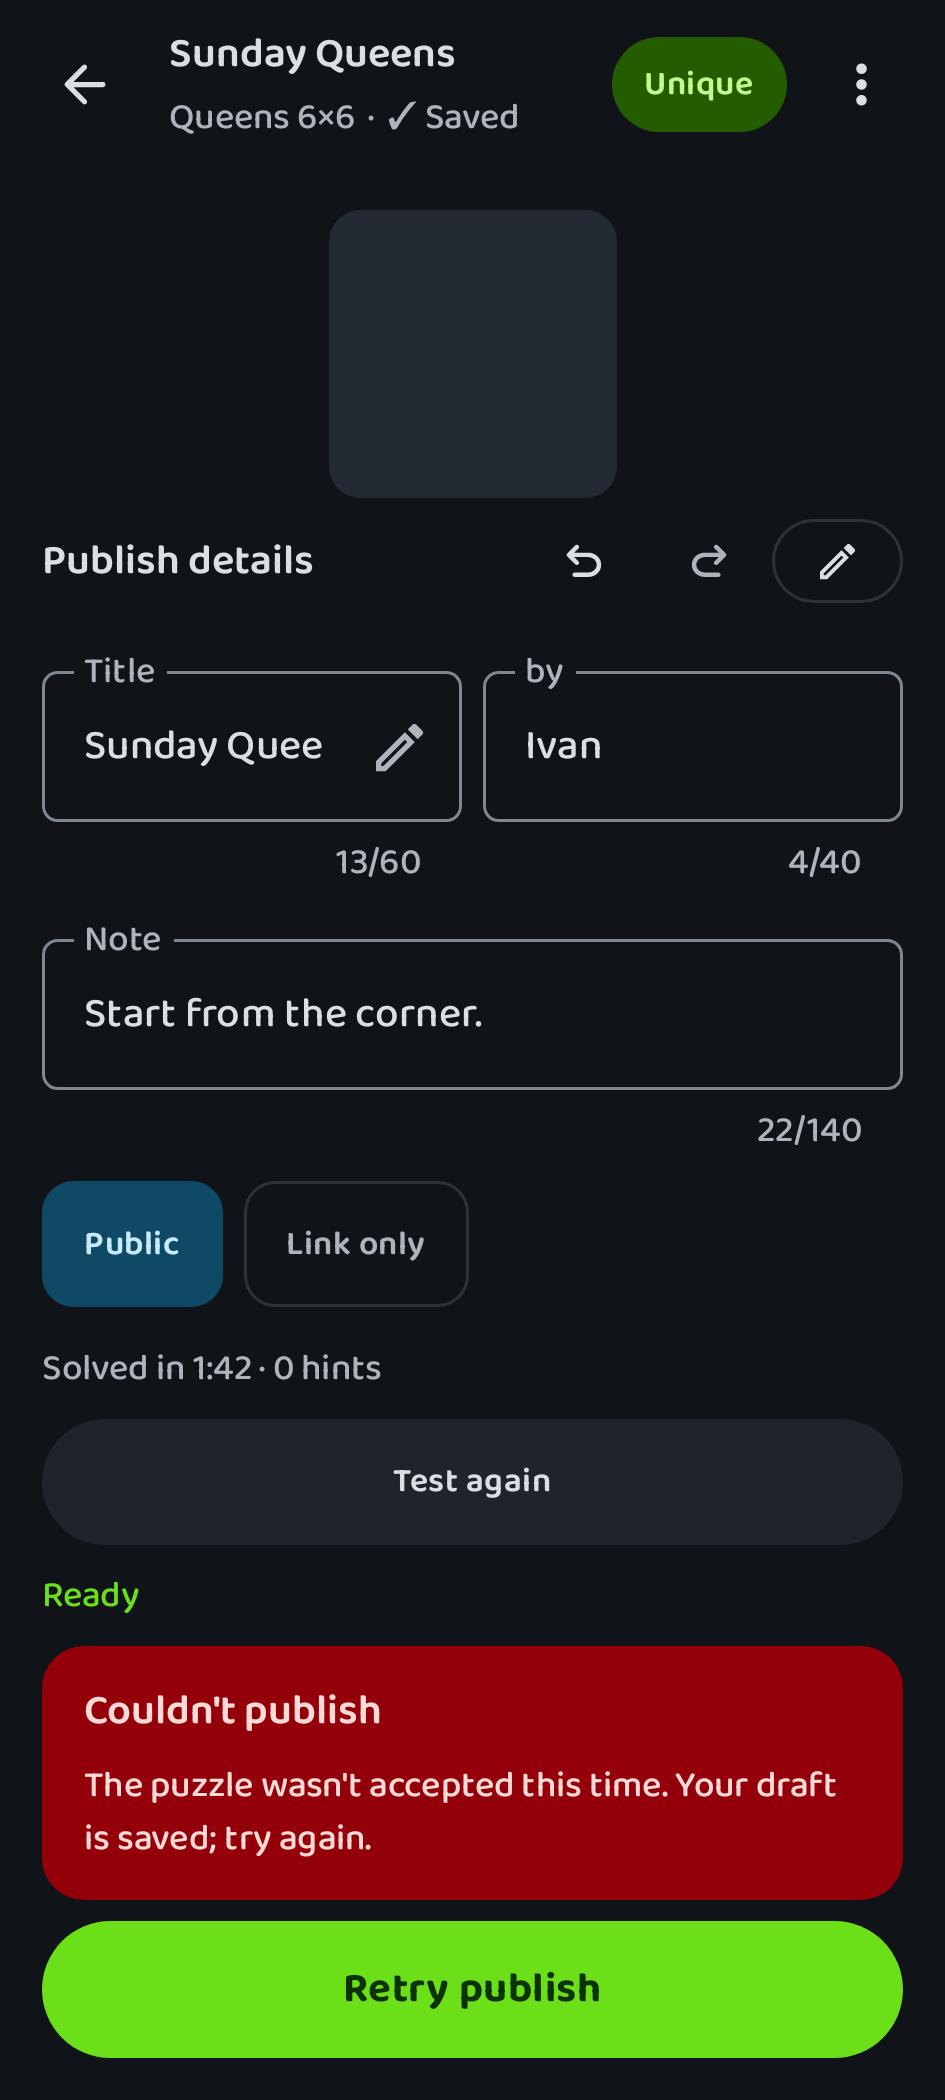 Sunday Queens
Queens 6×6 · ✓ Saved
Unique
Publish details
Title
Sunday Quee
13/60
by
Ivan
4/40
Note
Start from the corner.
22/140
Public
Link only
Solved in 1:42 · 0 hints
Test again
Ready
Couldn't publish
The puzzle wasn't accepted this time. Your draft
is saved; try again.
Retry publish